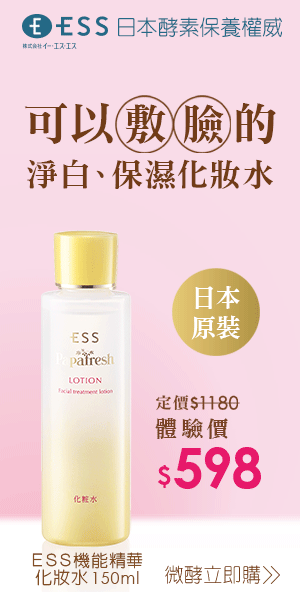 E ESS 日本酵素保養權威
株式会社イー・エス・エス
可以敷臉的
淨白、保濕化妝水
日本
原裝
ESS
Papafresh
LOTION
Facial treatment lotion
化粧水
定價$1180
體驗價
$598
ESS機能精華
化妝水150ml
微酵立即購